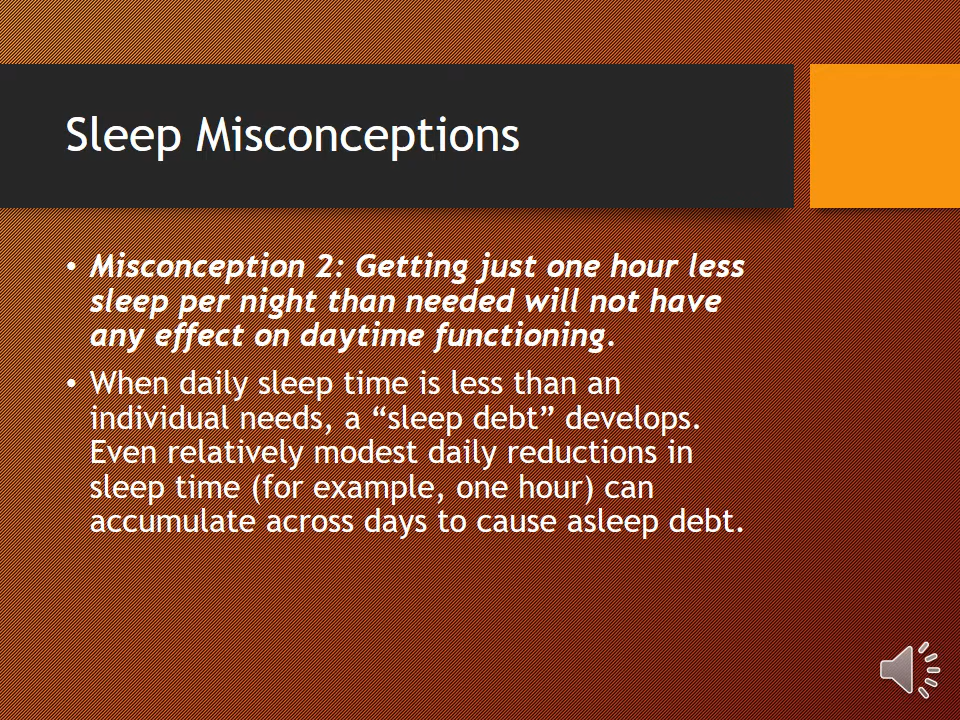 Sleep Misconceptions
• Misconception 2: Getting just one hour less
sleep per night than needed will not have
any effect on daytime functioning.
• When daily sleep time is less than an
individual needs, a “sleep debt” develops.
Even relatively modest daily reductions in
sleep time (for example, one hour) can
accumulate across days to cause asleep debt.